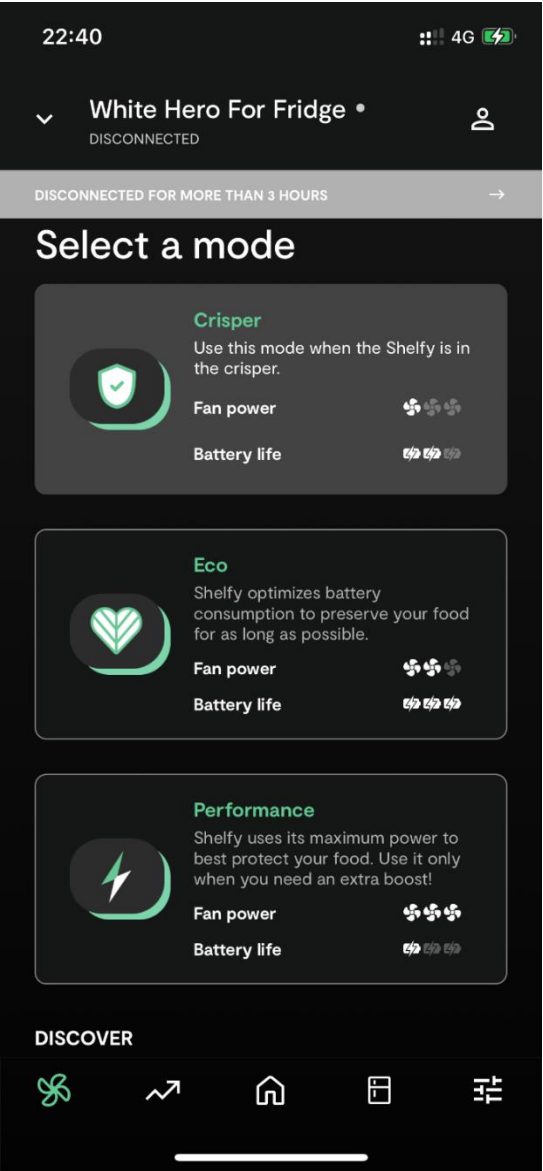 22:40
4G
White Hero For Fridge
DISCONNECTED
DISCONNECTED FOR MORE THAN 3 HOURS
Select a mode
Crisper
Use this mode when the Shelfy is in
the crisper.
Fan power
Battery life
Eco
Shelfy optimizes battery
consumption to preserve your food
for as long as possible.
Fan power
Battery life
Performance
Shelfy uses its maximum power to
best protect your food. Use it only
when you need an extra boost!
Fan power
Battery life
DISCOVER